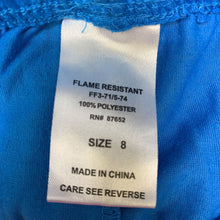 FLAME RESISTANT
FF3-71/5-74
100% POLYESTER
RN# 87652
SIZE 8
MADE IN CHINA
CARE SEE REVERSE